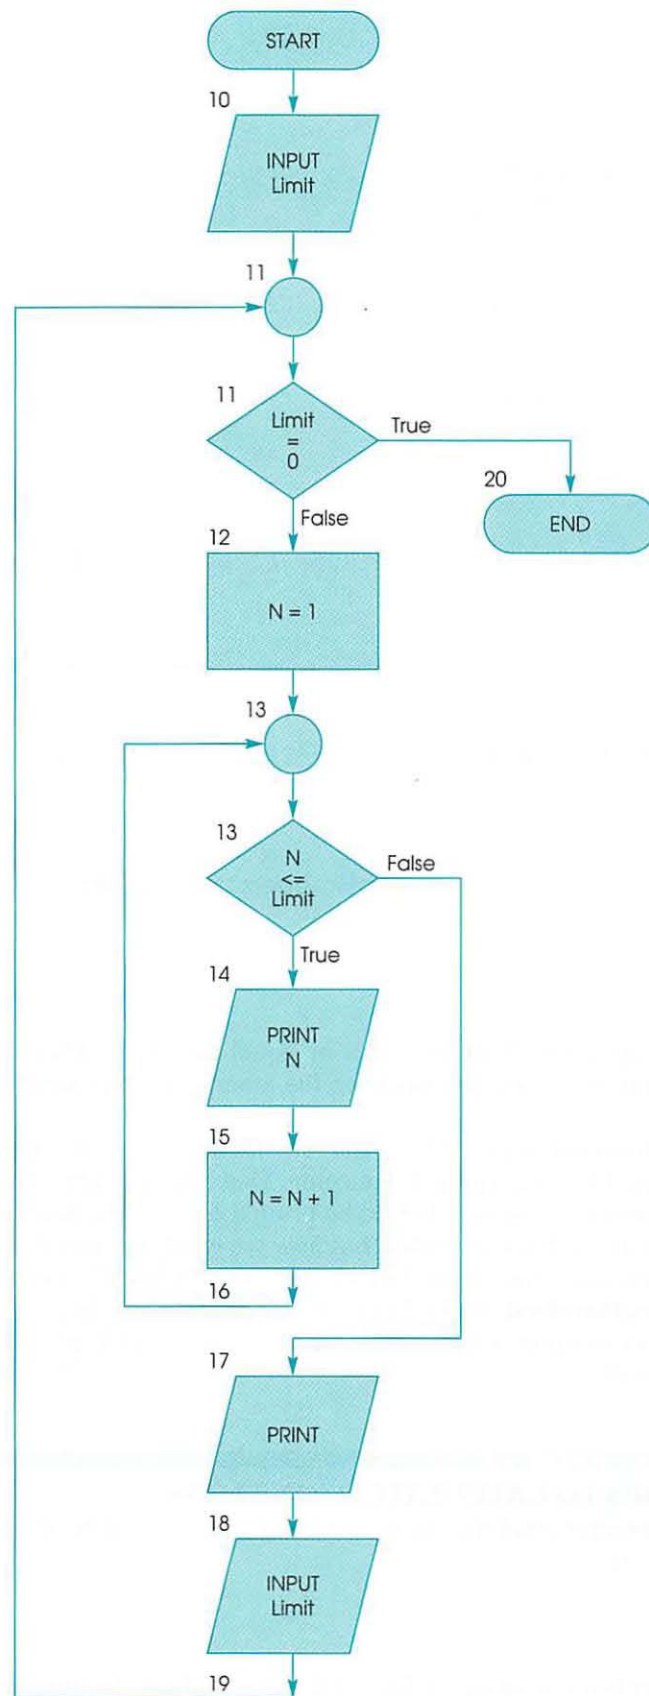 START
10
INPUT
Limit
11
11
Limit
=
0
True
20
END
False
12
N = 1
13
13
N
<=
Limit
False
True
14
PRINT
N
15
N = N + 1
16
17
PRINT
18
INPUT
Limit
19